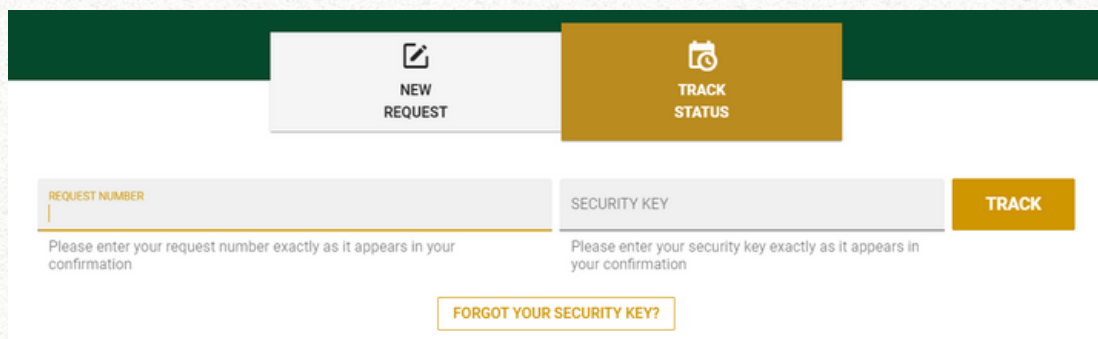 NEW
REQUEST
TRACK
STATUS
REQUEST NUMBER
SECURITY KEY
TRACK
Please enter your request number exactly as it appears in your
confirmation
Please enter your security key exactly as it appears in
your confirmation
FORGOT YOUR SECURITY KEY?